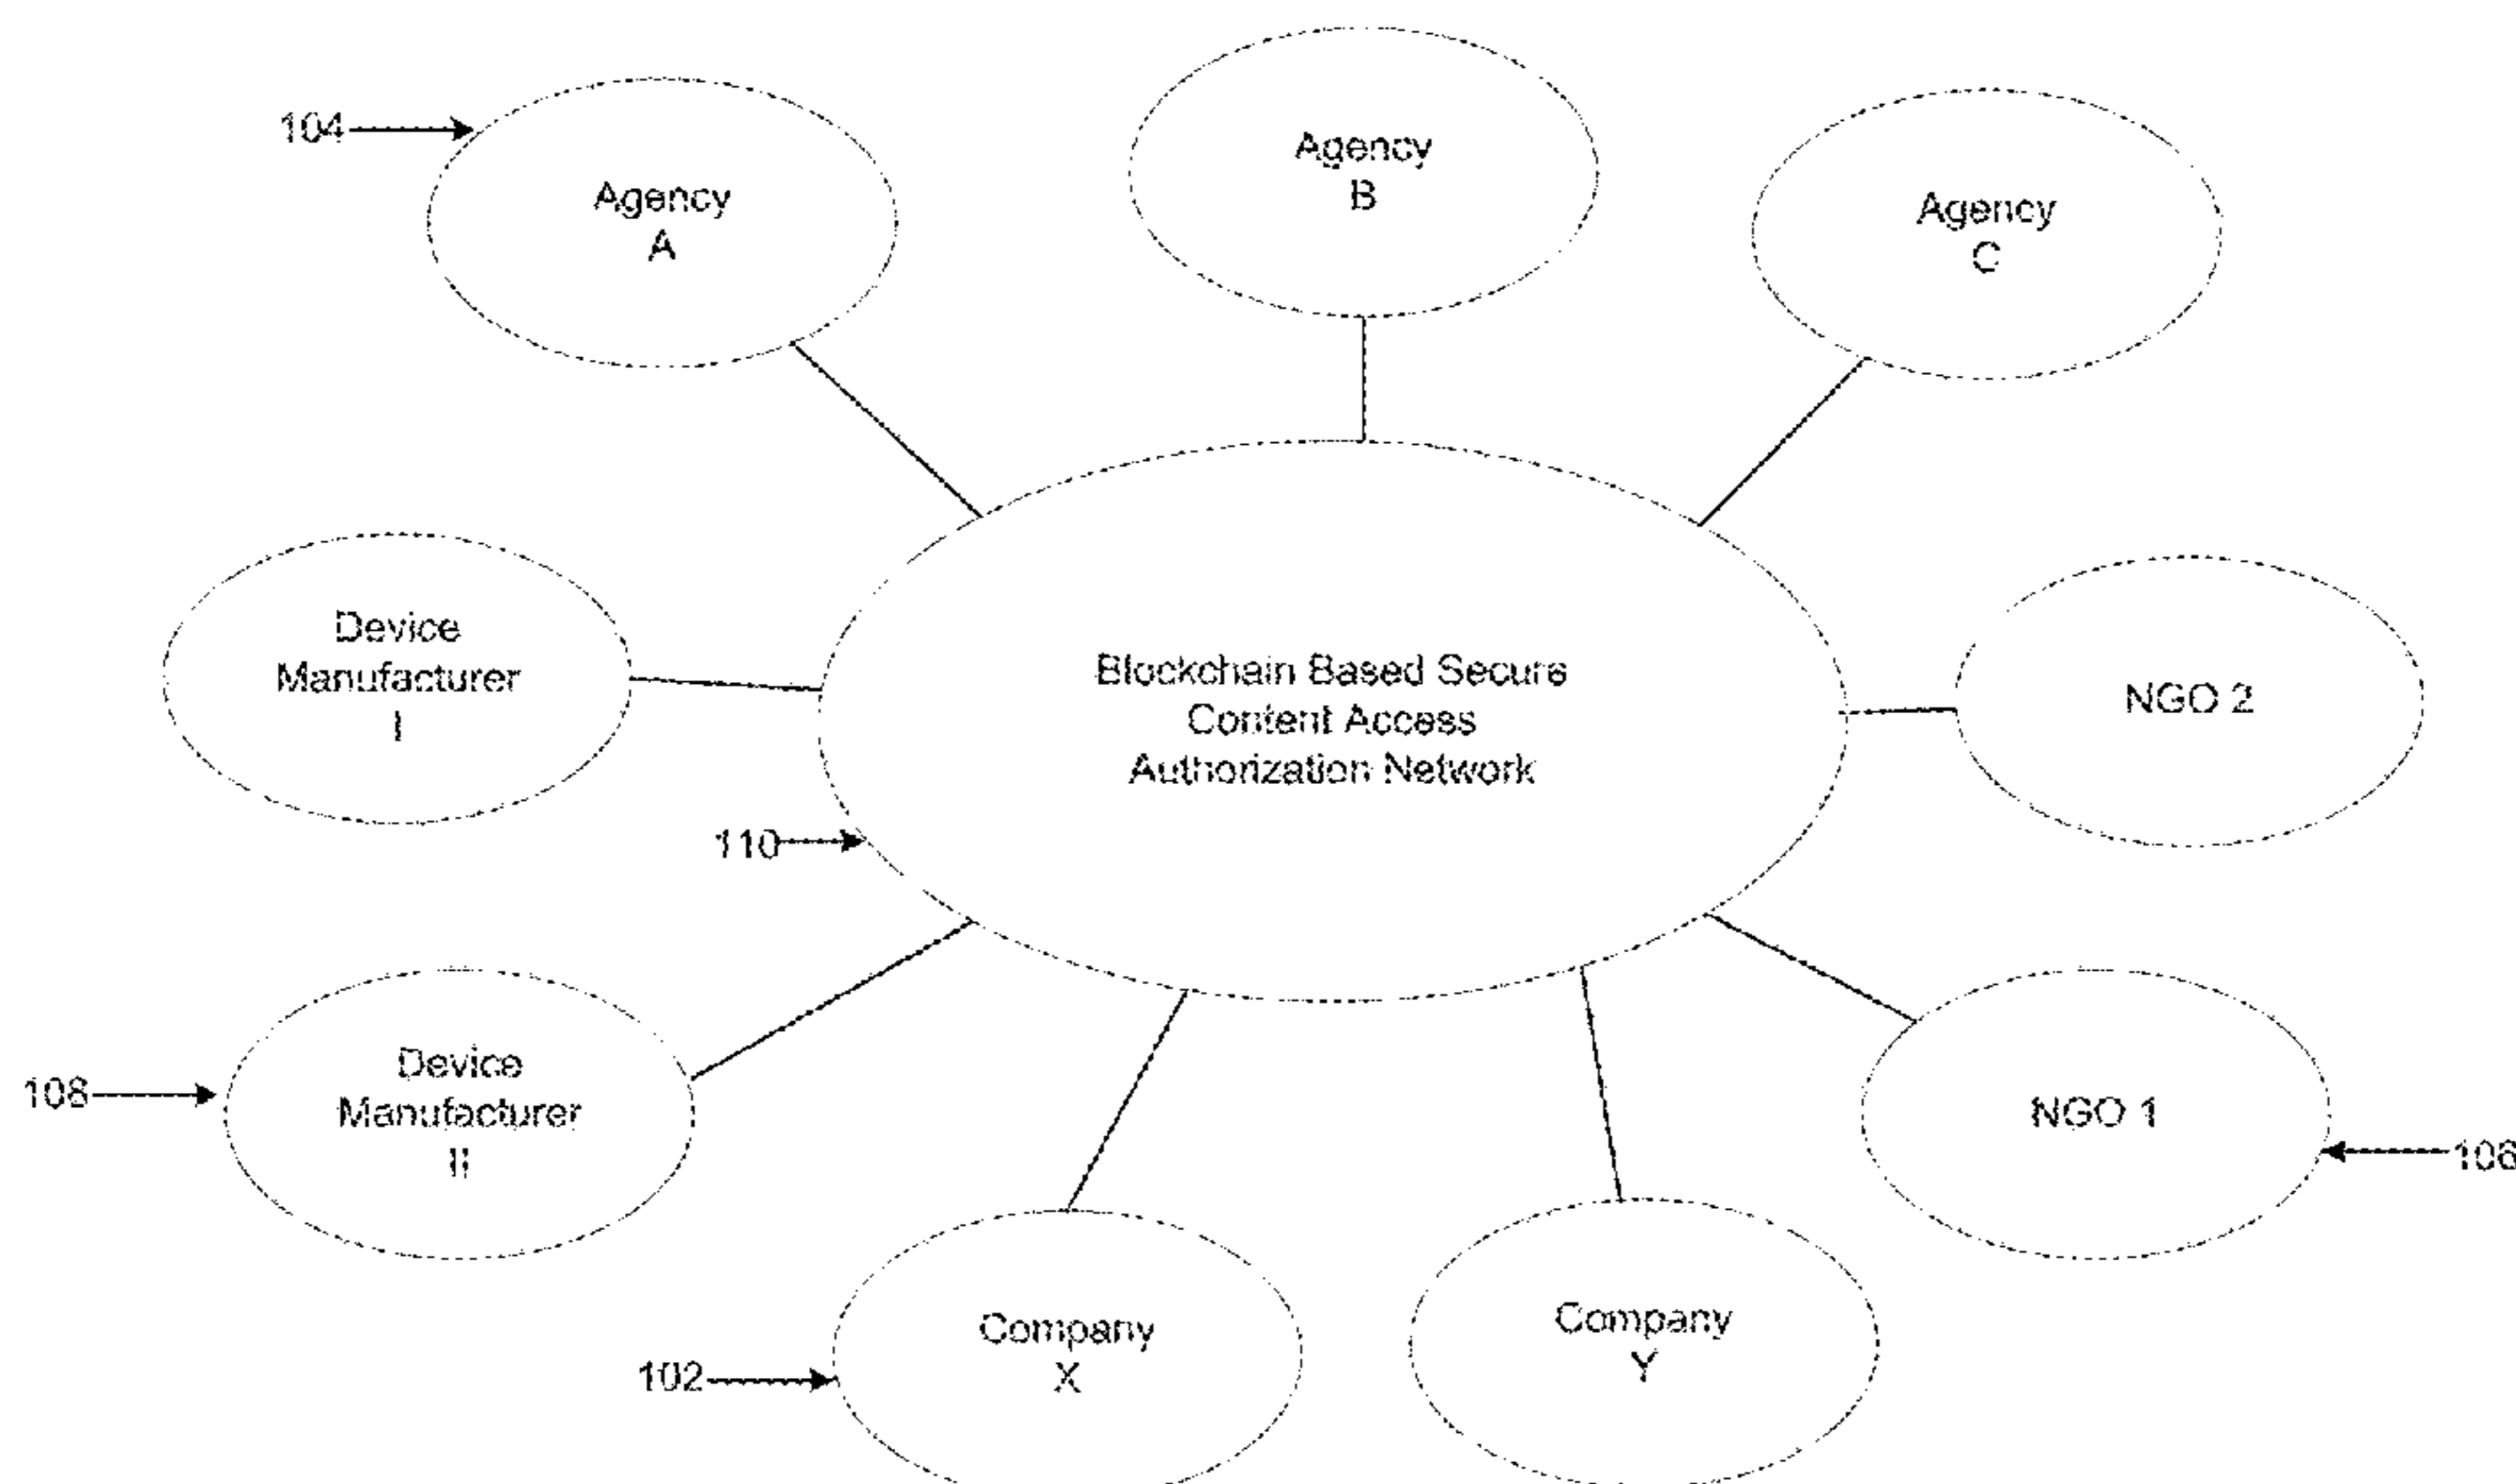 Agency
B
104
Agency
A
Agency
C
Device
Manufacturer
I
Blockchain Based Secure
Content Access
Authorization Network
NGO 2
110
Device
Manufacturer
II
108
NGO 1
106
Company
X
Company
Y
102